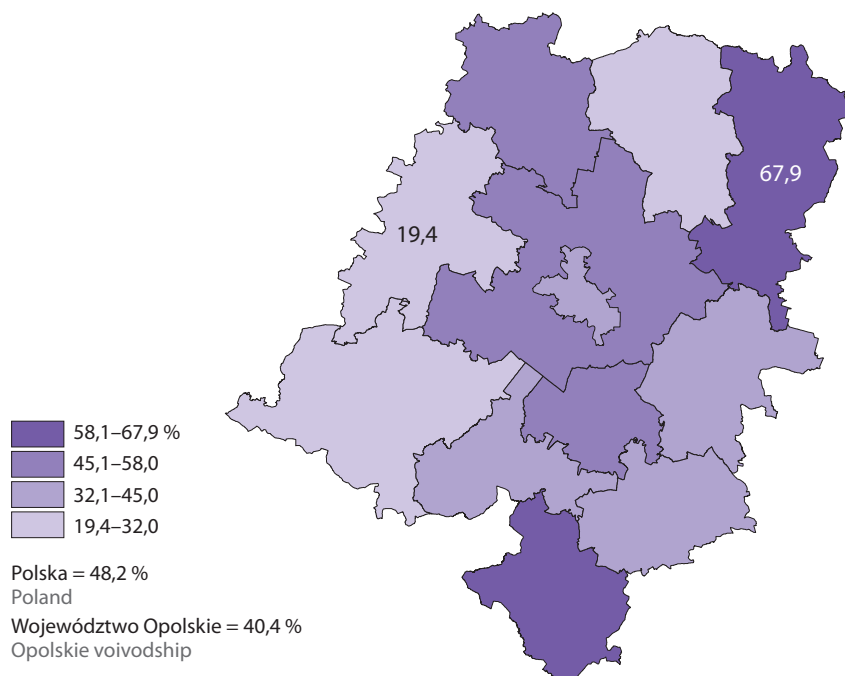 67,9
19,4
58,1–67,9 %
45,1–58,0
32,1–45,0
19,4–32,0
Polska = 48,2 %
Poland
Województwo Opolskie = 40,4 %
Opolskie voivodship